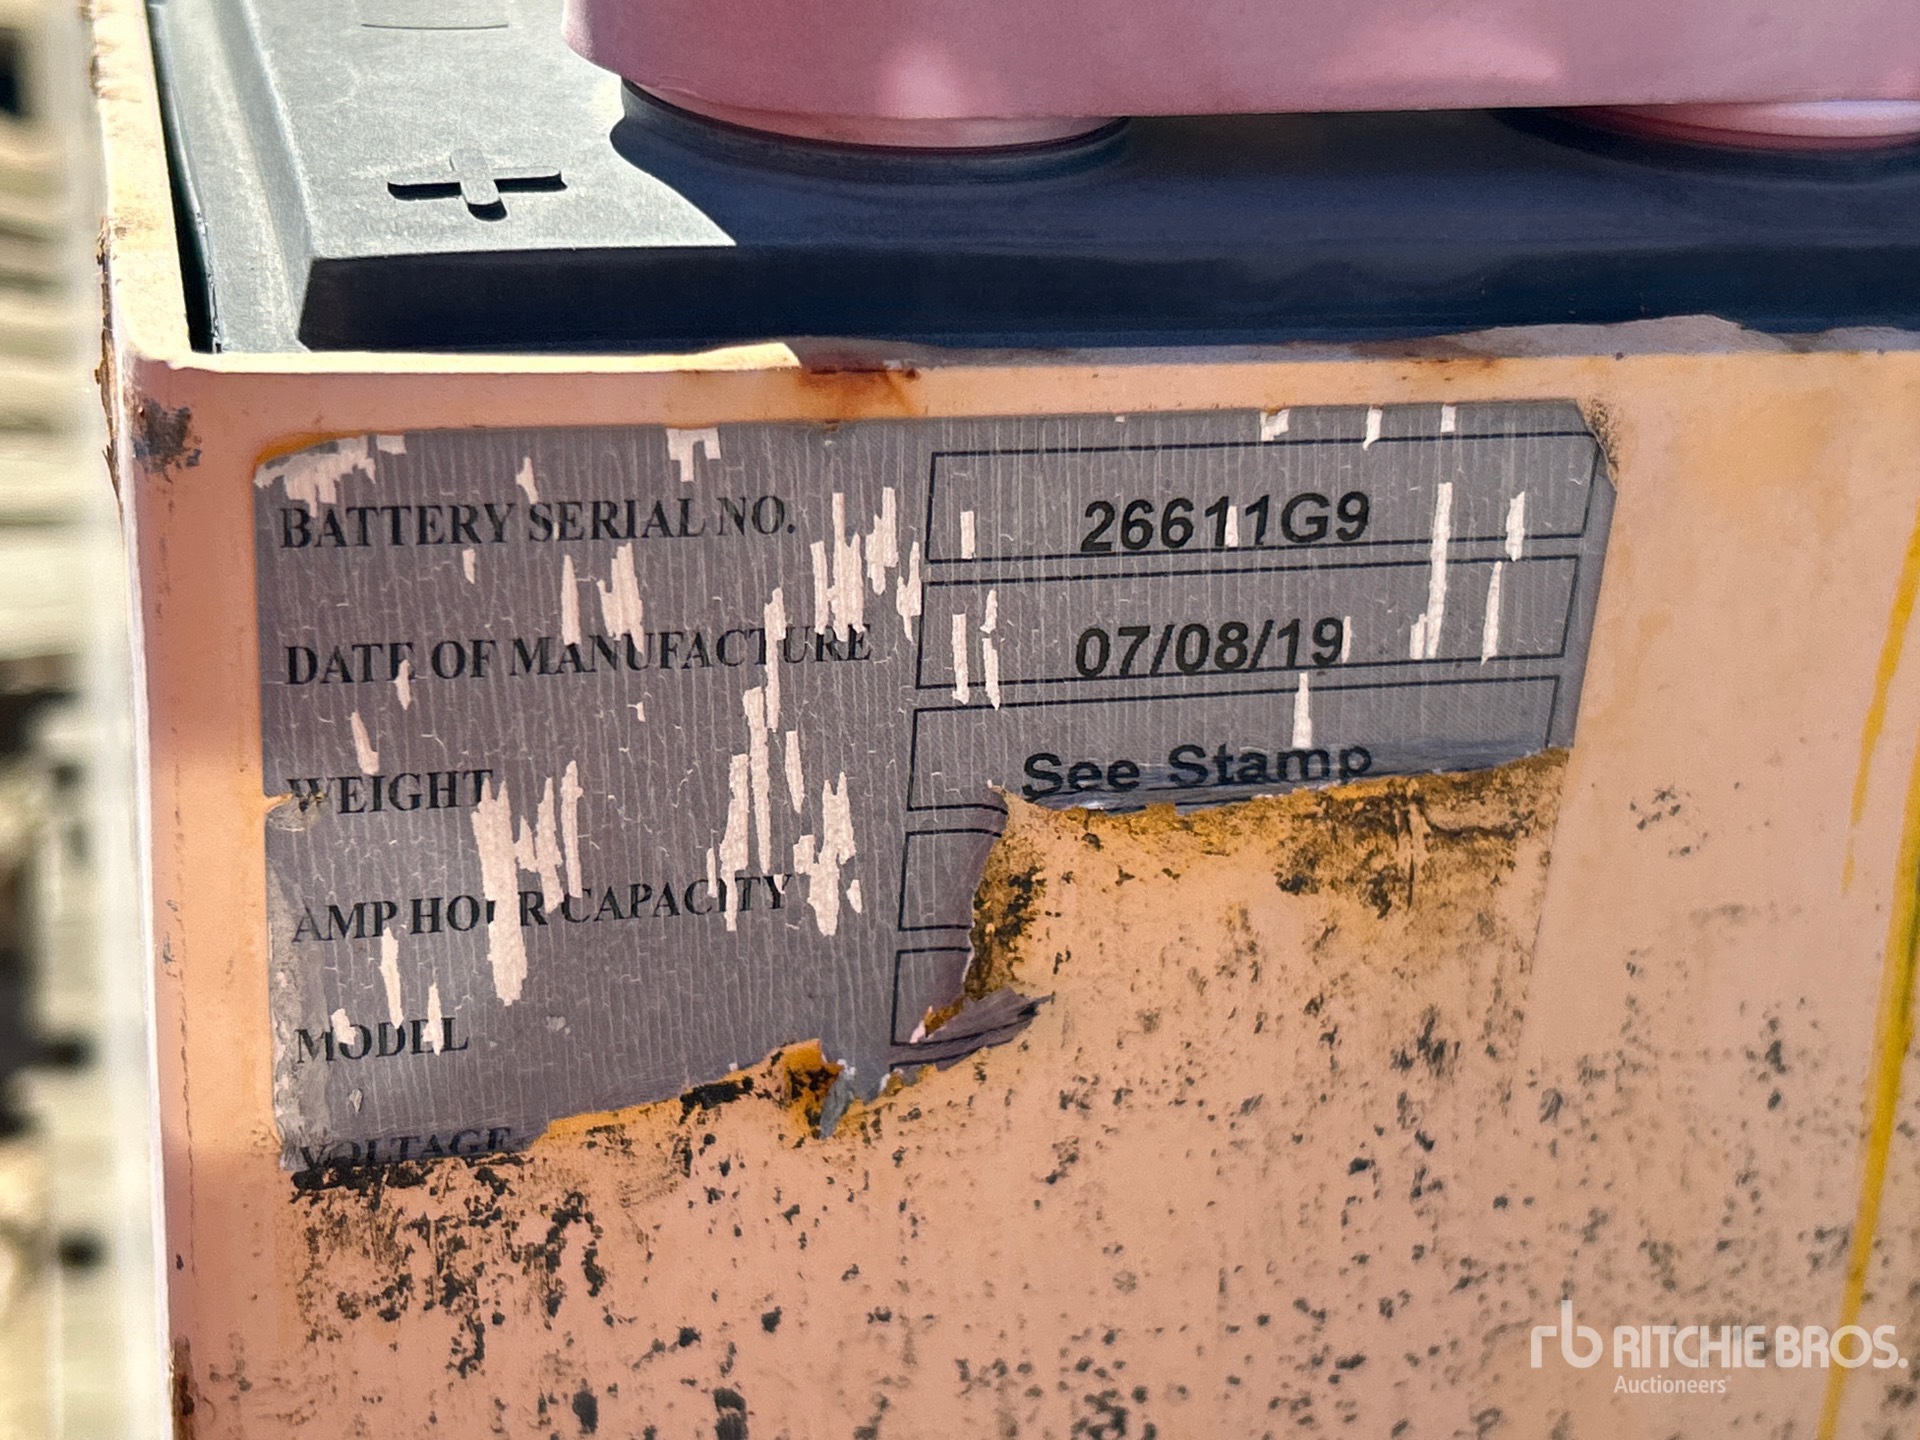 BATTERY SERIAL NO. 26611G9
DATE OF MANUFACTURE 07/08/19
WEIGHT See Stamp
AMP HOUR CAPACITY
MODEL
VOLTAGE
rb RITCHIE BROS.
Auctioneers